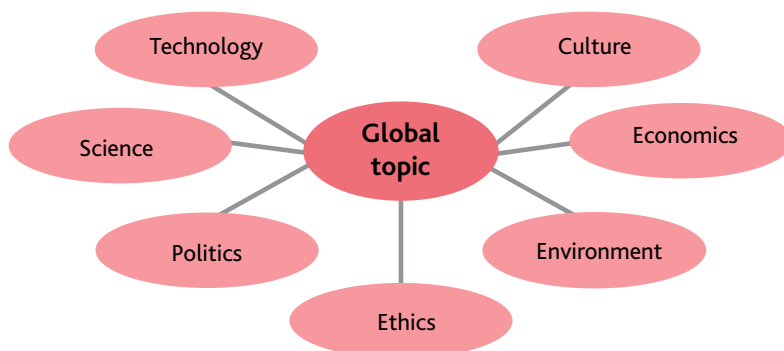 Technology
Culture
Global
topic
Economics
Science
Politics
Environment
Ethics